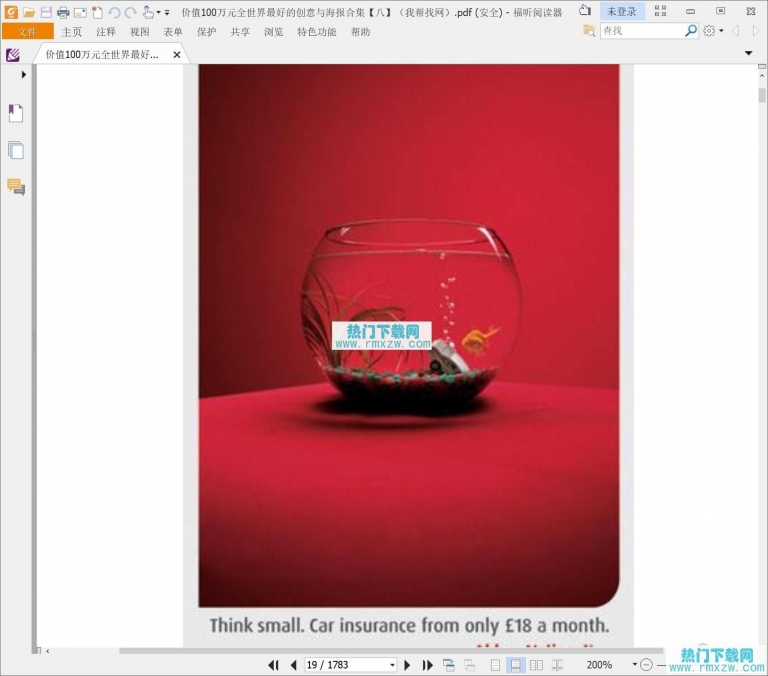 价值100万元全世界最好的创意与海报合集【八】（我帮找网）.pdf (安全) - 福昕阅读器
未登录
文件 主页 注释 视图 表单 保护 共享 浏览 特色功能 帮助
查找
价值100万元全世界最好...
热门下载网
www.rmxzw.com
Think small. Car insurance from only £18 a month.
19 / 1783
200%
热门下载网
www.rmxzw.com